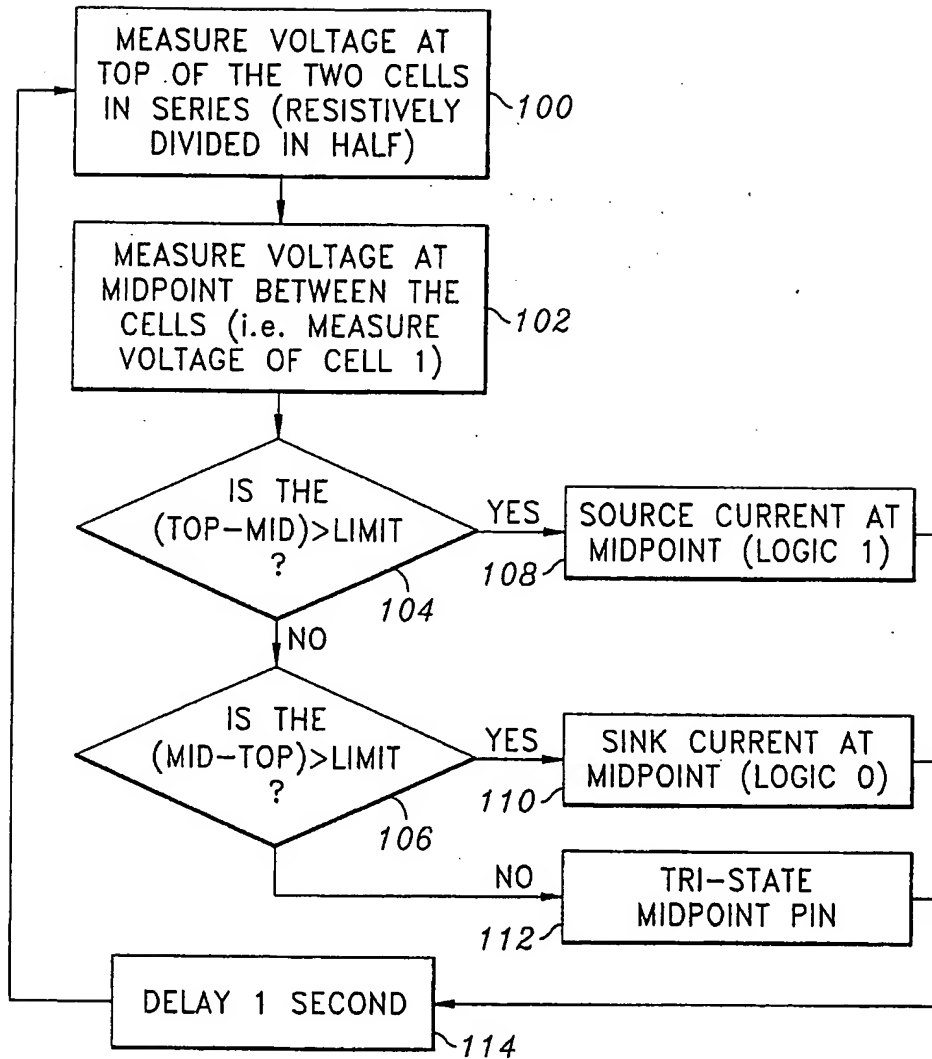 MEASURE VOLTAGE AT
TOP OF THE TWO CELLS
IN SERIES (RESISTIVELY
DIVIDED IN HALF)
100
MEASURE VOLTAGE AT
MIDPOINT BETWEEN THE
CELLS (i.e. MEASURE
VOLTAGE OF CELL 1)
102
IS THE
(TOP-MID)>LIMIT
?
104
YES
SOURCE CURRENT AT
MIDPOINT (LOGIC 1)
108
NO
IS THE
(MID-TOP)>LIMIT
?
106
YES
SINK CURRENT AT
MIDPOINT (LOGIC 0)
110
NO
TRI-STATE
MIDPOINT PIN
112
DELAY 1 SECOND
114